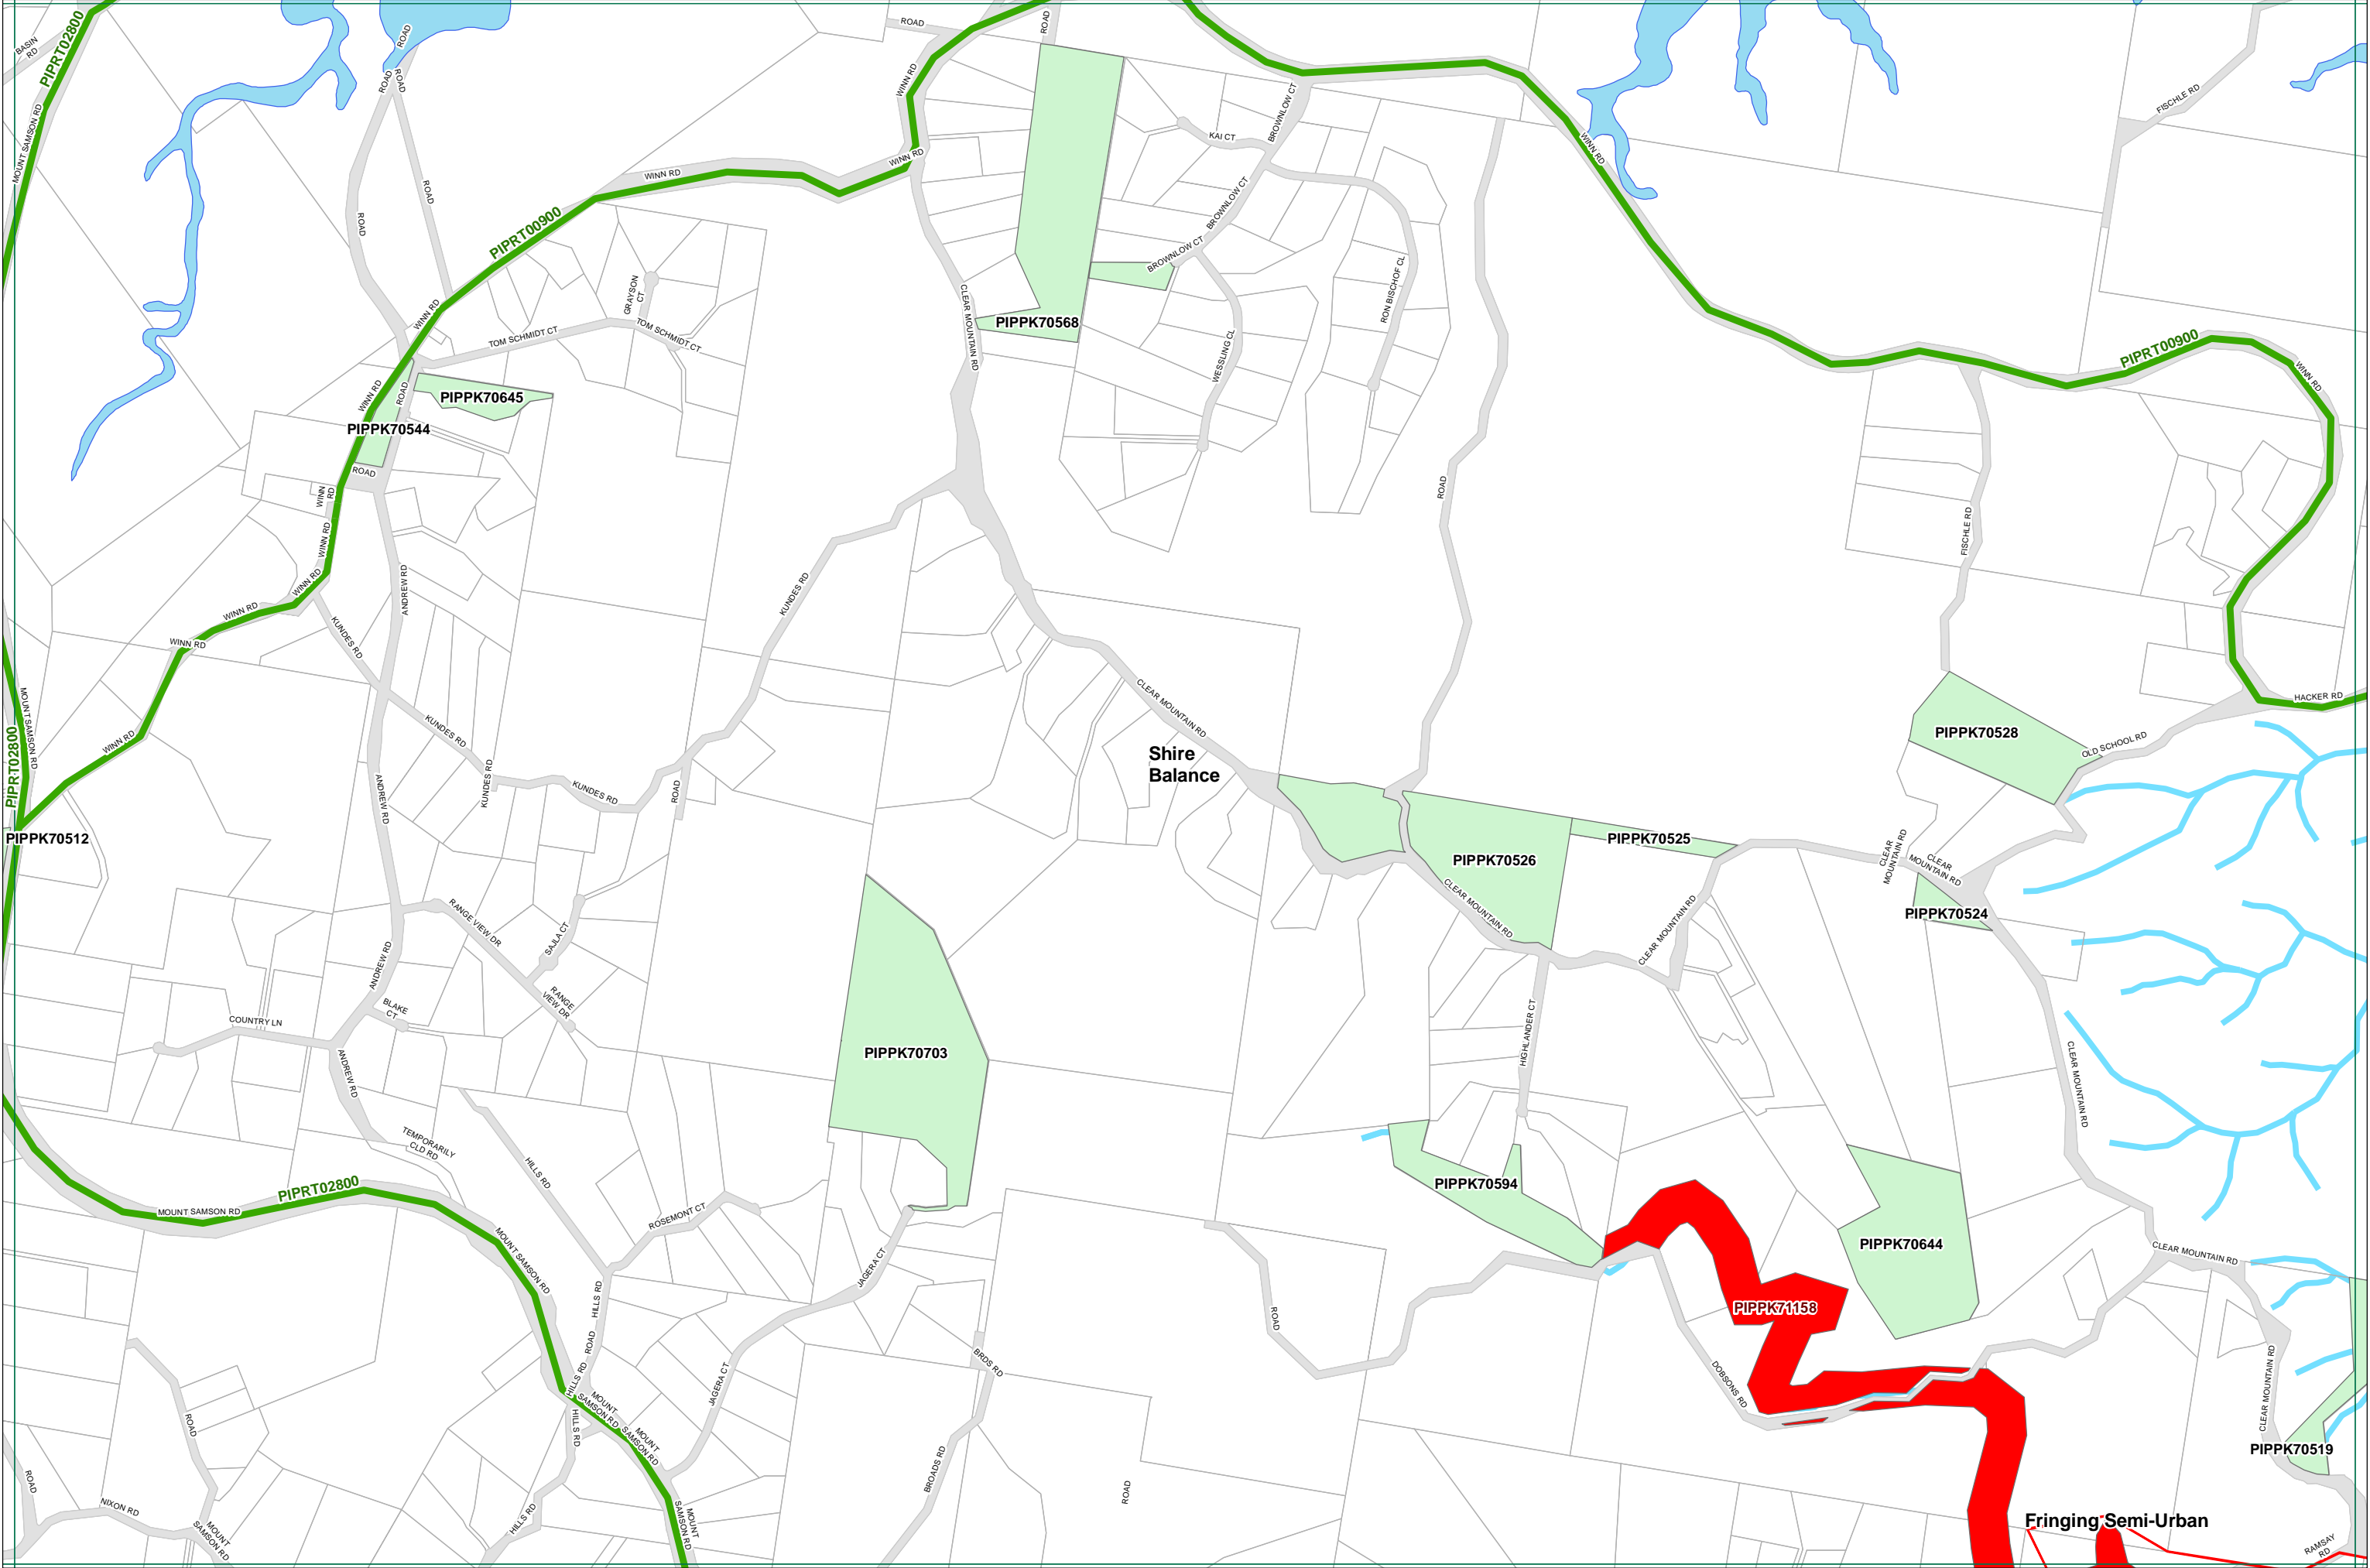 BASIN
RD
PIPRT02800
MOUNT SAMSON RD
ROAD
ROAD
ROAD
ROAD
ROAD
ROAD
ROAD
WINN RD
WINN RD
WINN RD
PIPRT00900
KAI CT
BROWNLOW CT
BROWNLOW CT
BROWNLOW CT
WINN RD
FISCHLE RD
GRAYSON
CT
TOM SCHMIDT CT
TOM SCHMIDT CT
WINN RD
CLEAR MOUNTAIN RD
PIPPK70568
RON BISCHOF CL
WESSLING CL
PIPRT00900
WINN RD
WINN RD
ROAD
PIPPK70645
PIPPK70544
ROAD
WINN
RD
WINN RD
WINN RD
WINN RD
WINN RD
WINN RD
ANDREW RD
KUNDES RD
KUNDES RD
ROAD
FISCHLE RD
HACKER RD
MOUNT SAMSON RD
PIPRT02800
KUNDES RD
KUNDES RD
KUNDES RD
ANDREW RD
ROAD
CLEAR MOUNTAIN RD
Shire
Balance
PIPPK70528
OLD SCHOOL RD
PIPPK70512
PIPPK70525
PIPPK70526
CLEAR
MOUNTAIN RD
CLEAR
MOUNTAIN RD
PIPPK70524
CLEAR MOUNTAIN RD
CLEAR MOUNTAIN RD
RANGE VIEW DR
SAJLA CT
ANDREW RD
RANGE
VIEW DR
BLAKE
CT
COUNTRY LN
ANDREW RD
PIPPK70703
HIGHLANDER CT
CLEAR MOUNTAIN RD
TEMPORARILY
CLD RD
HILLS RD
PIPRT02800
MOUNT SAMSON RD
ROSEMONT CT
PIPPK70594
PIPPK70644
CLEAR MOUNTAIN RD
MOUNT SAMSON RD
JAGERA CT
HILLS RD
ROAD
PIPPK71158
ROAD
HILLS RD
BRDS RD
JAGERA CT
DOBSONS RD
CLEAR MOUNTAIN RD
MOUNT
SAMSON RD
HILLS RD
MOUNT
SAMSON RD
ROAD
PIPPK70519
ROAD
BROADS RD
ROAD
NIXON RD
MOUNT
SAMSON RD
HILLS RD
MOUNT
SAMSON RD
Fringing Semi-Urban
RAMSAY
RD